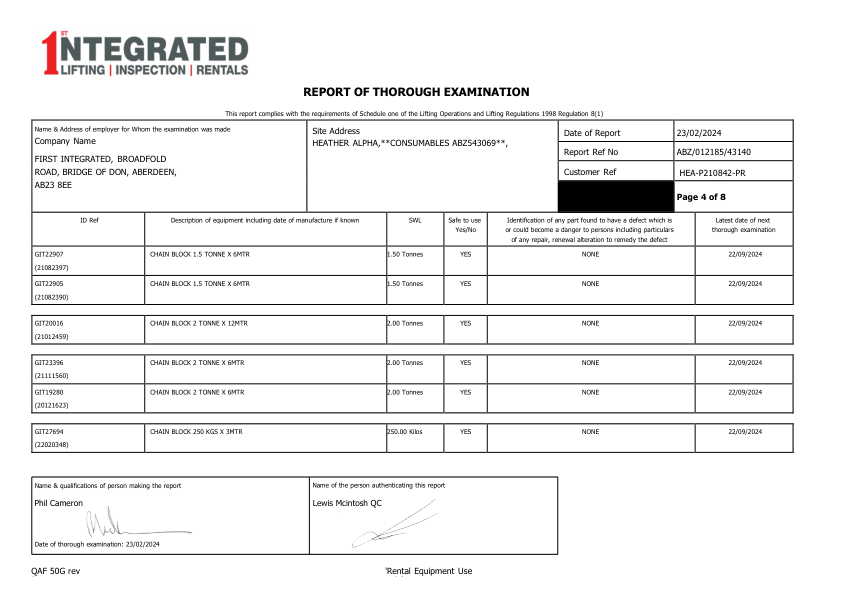 1 ST NTEGRATED
LIFTING | INSPECTION | RENTALS
REPORT OF THOROUGH EXAMINATION
This report complies with the requirements of Schedule one of the Lifting Operations and Lifting Regulations 1998 Regulation 8(1)
Name & Address of employer for Whom the examination was made
Company Name
FIRST INTEGRATED, BROADFOLD
ROAD, BRIDGE OF DON, ABERDEEN,
AB23 8EE
Site Address
HEATHER ALPHA,**CONSUMABLES ABZ543069**,
Date of Report 23/02/2024
Report Ref No ABZ/012185/43140
Customer Ref HEA-P210842-PR
Page 4 of 8
ID Ref
Description of equipment including date of manufacture if known
SWL
Safe to use
Yes/No
Identification of any part found to have a defect which is
or could become a danger to persons including particulars
of any repair, renewal alteration to remedy the defect
Latest date of next
thorough examination
GIT22907 CHAIN BLOCK 1.5 TONNE X 6MTR 1.50 Tonnes YES NONE 22/09/2024
(21082397)
GIT22905 CHAIN BLOCK 1.5 TONNE X 6MTR 1.50 Tonnes YES NONE 22/09/2024
(21082390)
GIT20016 CHAIN BLOCK 2 TONNE X 12MTR 2.00 Tonnes YES NONE 22/09/2024
(21012459)
GIT23396 CHAIN BLOCK 2 TONNE X 6MTR 2.00 Tonnes YES NONE 22/09/2024
(21111560)
GIT19280 CHAIN BLOCK 2 TONNE X 6MTR 2.00 Tonnes YES NONE 22/09/2024
(20121623)
GIT27694 CHAIN BLOCK 250 KGS X 3MTR 250.00 Kilos YES NONE 22/09/2024
(22020348)
Name & qualifications of person making the report
Phil Cameron
Date of thorough examination: 23/02/2024
Name of the person authenticating this report
Lewis Mcintosh QC
QAF 50G rev
'Rental Equipment Use